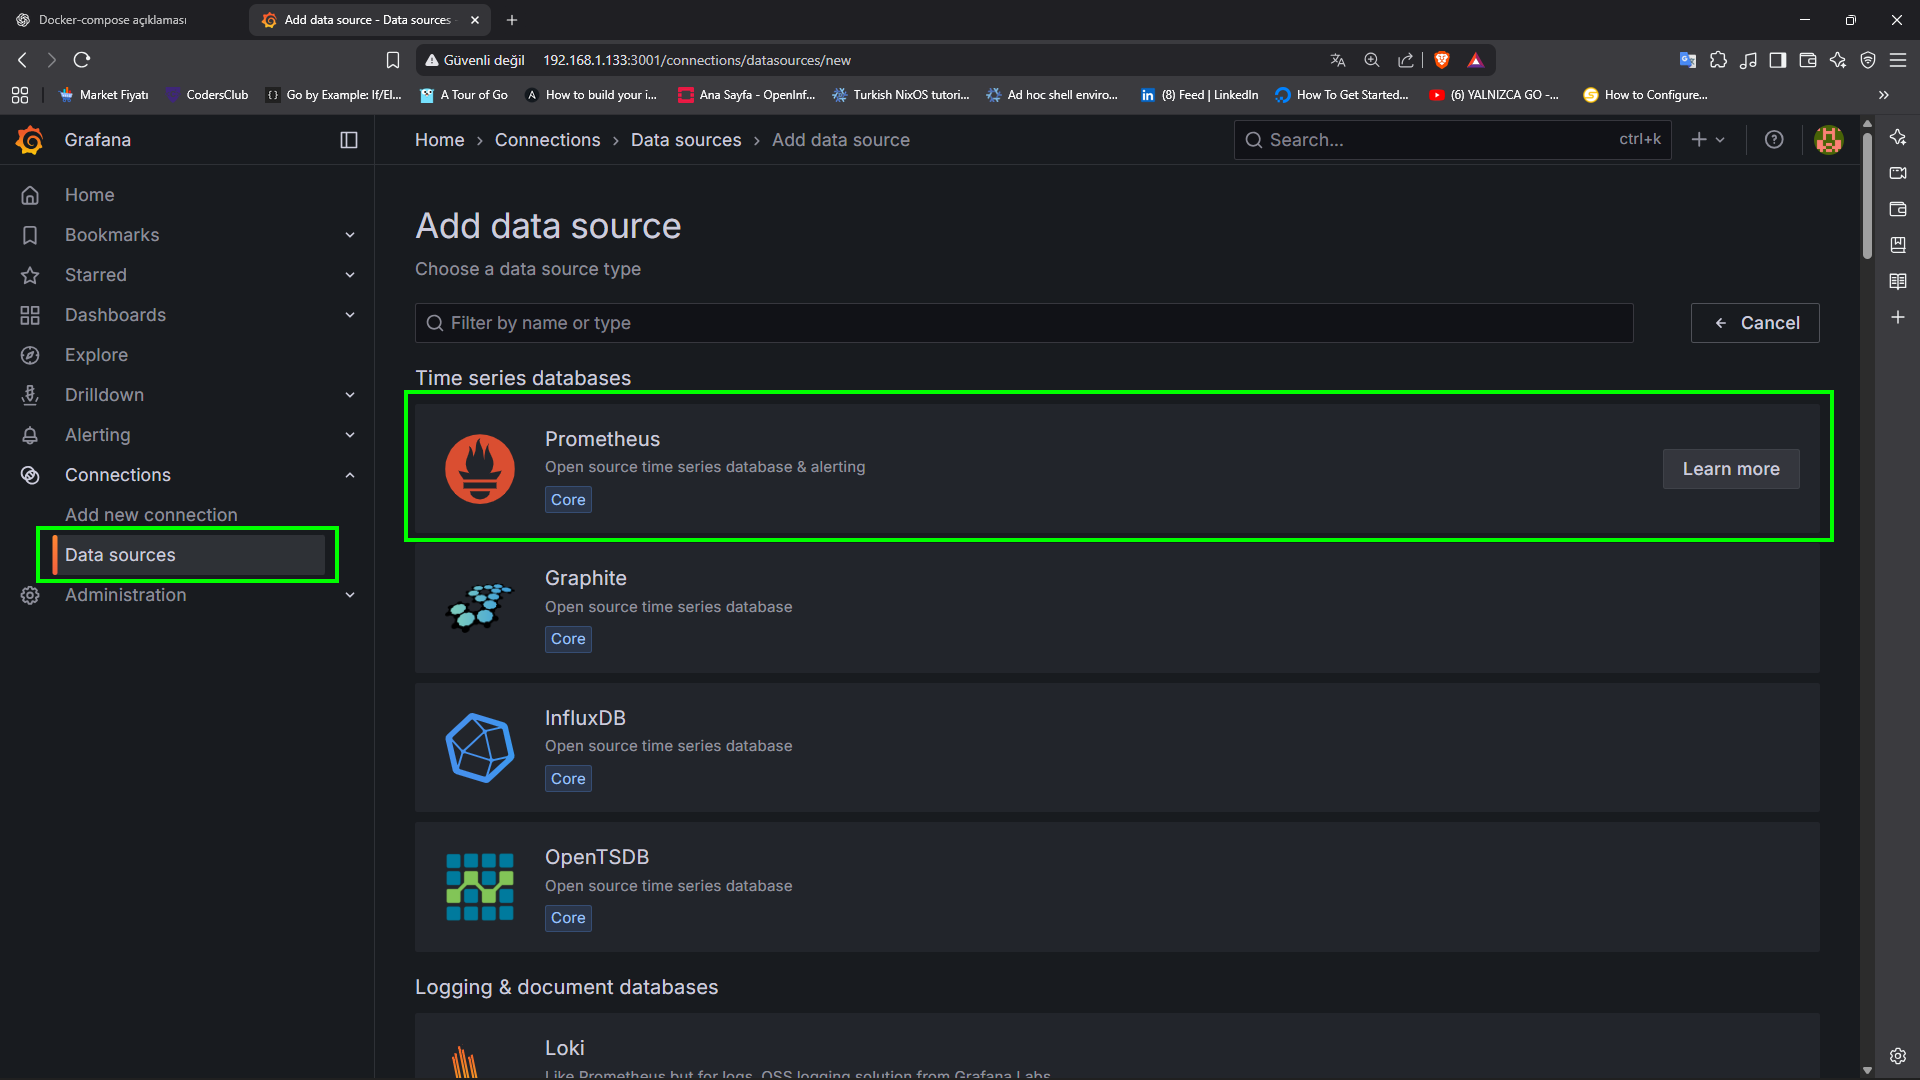 Docker-compose açıklaması
Add data source - Data sources -
Güvenli değil 192.168.1.133:3001/connections/datasources/new
Market Fiyatı
CodersClub
Go by Example: If/El...
A Tour of Go
How to build your i...
Ana Sayfa - OpenInf...
Turkish NixOS tutori...
Ad hoc shell enviro...
(8) Feed | LinkedIn
How To Get Started...
(6) YALNIZCA GO -...
How to Configure...
Grafana
Home › Connections › Data sources › Add data source
Search... ctrl+k
Home
Bookmarks
Starred
Dashboards
Explore
Drilldown
Alerting
Connections
Add new connection
Data sources
Administration
Add data source
Choose a data source type
Filter by name or type
Cancel
Time series databases
Prometheus
Open source time series database & alerting
Core
Learn more
Graphite
Open source time series database
Core
InfluxDB
Open source time series database
Core
OpenTSDB
Open source time series database
Core
Logging & document databases
Loki
Like Prometheus but for logs. OSS logging solution from Grafana Labs